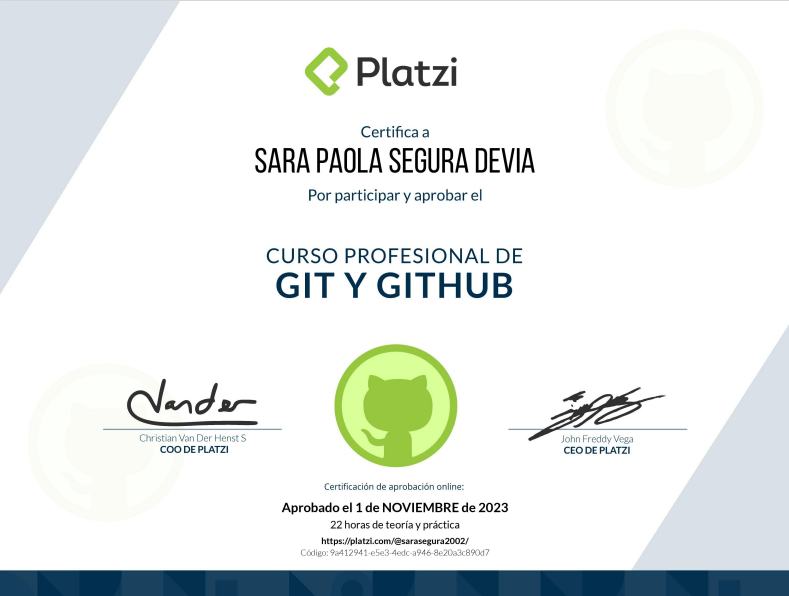 Platzi
Certifica a
SARA PAOLA SEGURA DEVIA
Por participar y aprobar el
CURSO PROFESIONAL DE
GIT Y GITHUB
Vander
Christian Van Der Henst S
COO DE PLATZI
John Freddy Vega
CEO DE PLATZI
Certificación de aprobación online:
Aprobado el 1 de NOVIEMBRE de 2023
22 horas de teoría y práctica
https://platzi.com/@sarasegura2002/
Código: 9a412941-e5e3-4edc-a946-8e20a3c890d7